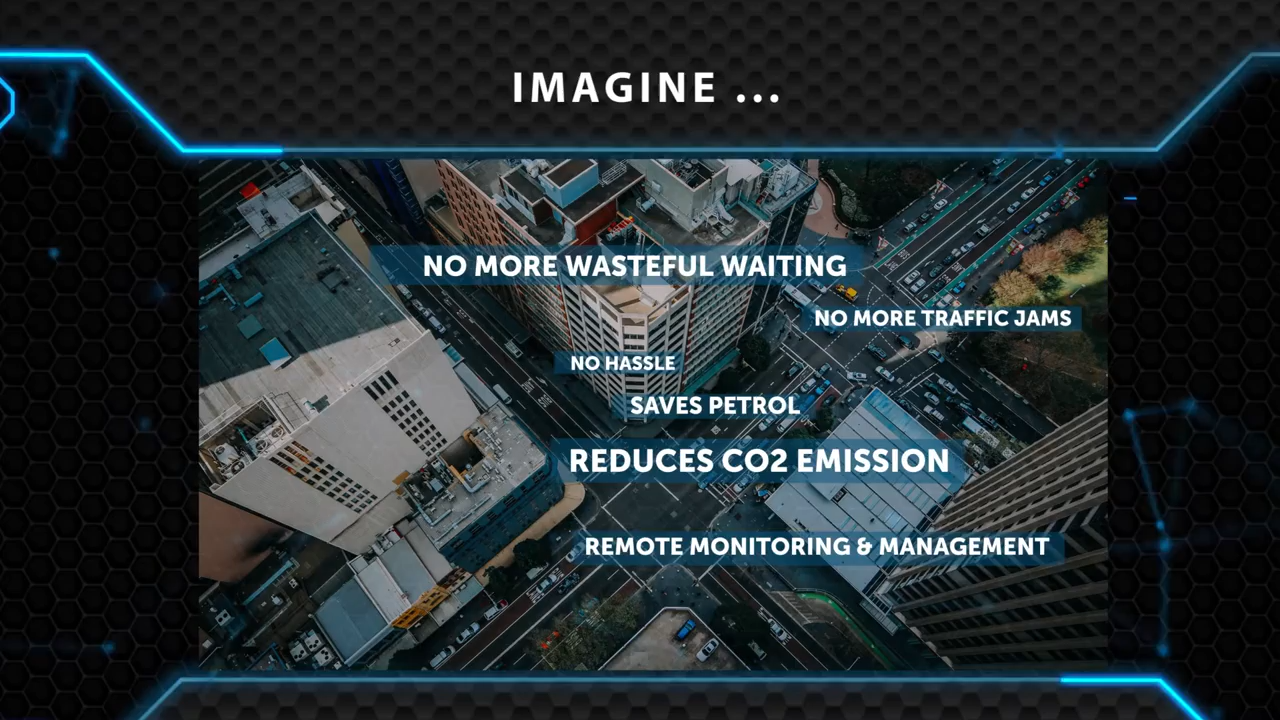 IMAGINE ...
NO MORE WASTEFUL WAITING
NO MORE TRAFFIC JAMS
NO HASSLE
SAVES PETROL
REDUCES CO2 EMISSION
REMOTE MONITORING & MANAGEMENT